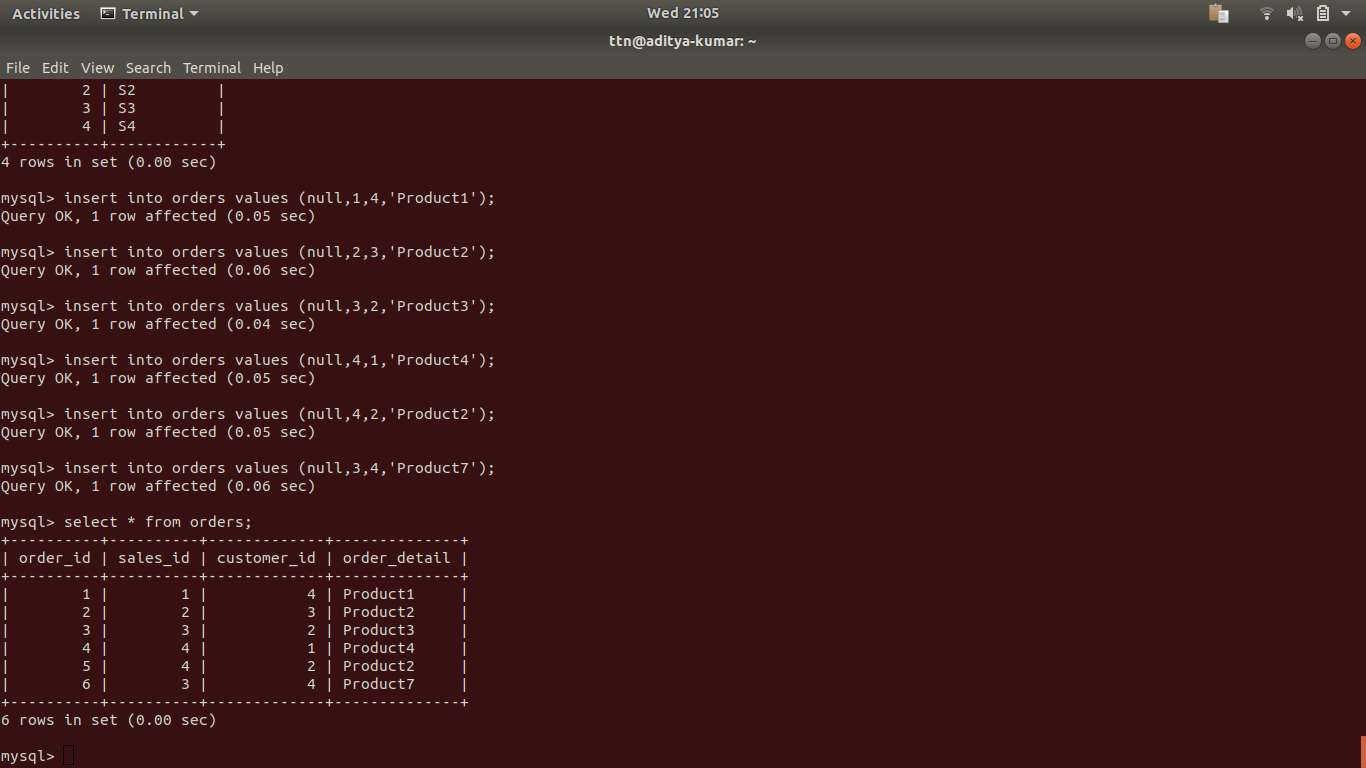 Activities Terminal Wed 21:05
ttn@aditya-kumar: ~
File Edit View Search Terminal Help
|        2 | S2         |
|        3 | S3         |
|        4 | S4         |
+----------+------------+
4 rows in set (0.00 sec)

mysql> insert into orders values (null,1,4,'Product1');
Query OK, 1 row affected (0.05 sec)

mysql> insert into orders values (null,2,3,'Product2');
Query OK, 1 row affected (0.06 sec)

mysql> insert into orders values (null,3,2,'Product3');
Query OK, 1 row affected (0.04 sec)

mysql> insert into orders values (null,4,1,'Product4');
Query OK, 1 row affected (0.05 sec)

mysql> insert into orders values (null,4,2,'Product2');
Query OK, 1 row affected (0.05 sec)

mysql> insert into orders values (null,3,4,'Product7');
Query OK, 1 row affected (0.06 sec)

mysql> select * from orders;
+----------+----------+-------------+--------------+
| order_id | sales_id | customer_id | order_detail |
+----------+----------+-------------+--------------+
|        1 |        1 |           4 | Product1     |
|        2 |        2 |           3 | Product2     |
|        3 |        3 |           2 | Product3     |
|        4 |        4 |           1 | Product4     |
|        5 |        4 |           2 | Product2     |
|        6 |        3 |           4 | Product7     |
+----------+----------+-------------+--------------+
6 rows in set (0.00 sec)

mysql>